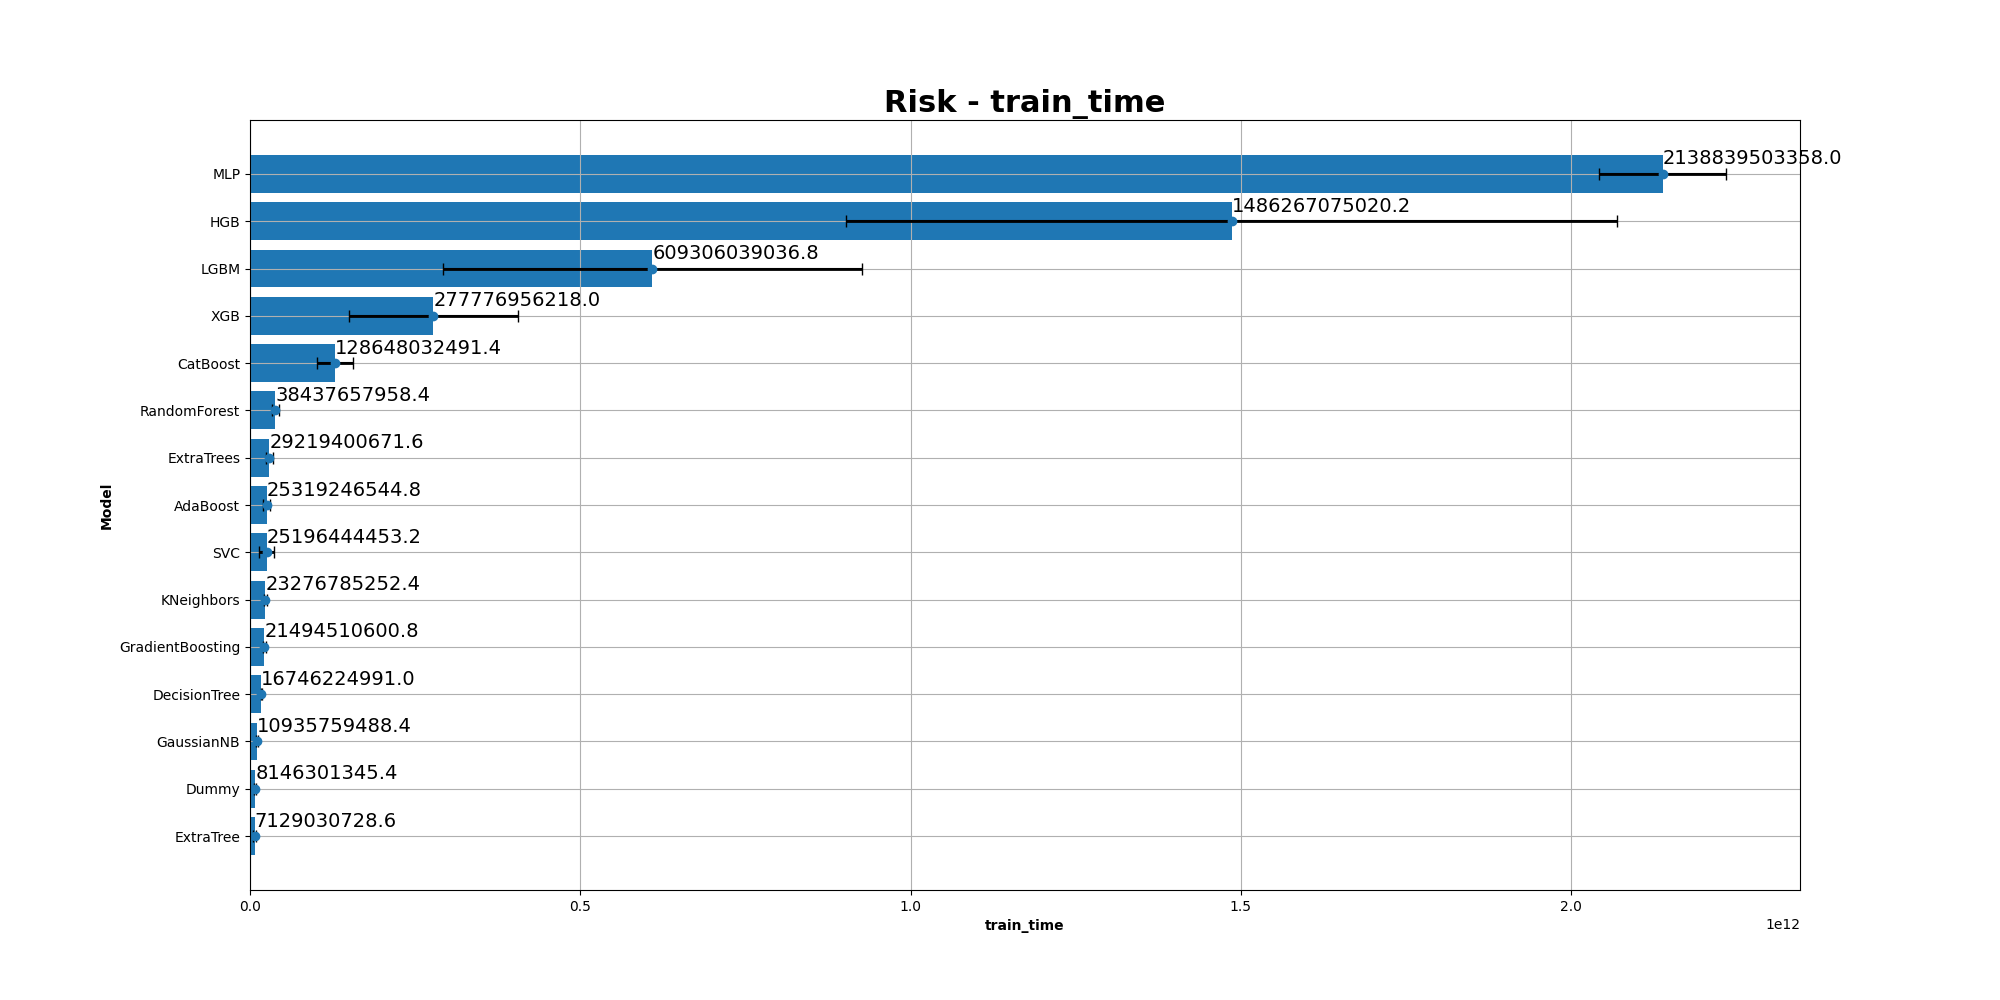 Risk - train_time
MLP 2138839503358.0
HGB 1486267075020.2
LGBM 609306039036.8
XGB 277776956218.0
CatBoost 128648032491.4
RandomForest 38437657958.4
ExtraTrees 29219400671.6
AdaBoost 25319246544.8
SVC 25196444453.2
KNeighbors 23276785252.4
GradientBoosting 21494510600.8
DecisionTree 16746224991.0
GaussianNB 10935759488.4
Dummy 8146301345.4
ExtraTree 7129030728.6
Model
0.0 0.5 1.0 1.5 2.0
train_time
1e12